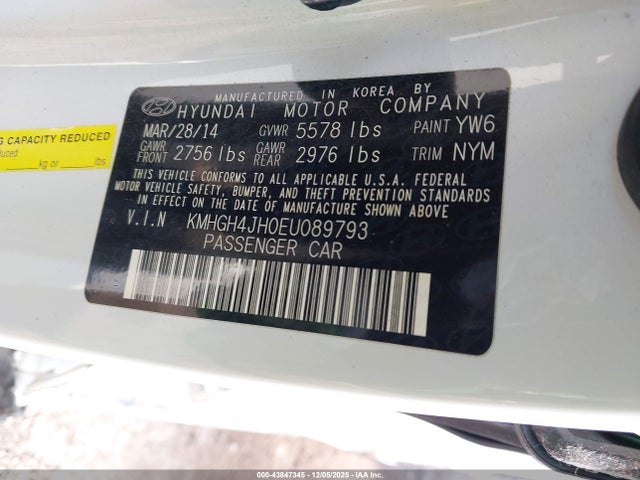 MANUFACTURED IN KOREA BY
HYUNDAI MOTOR COMPANY
MAR/28/14 GVWR 5578 lbs PAINT YW6
GAWR FRONT 2756 lbs GAWR REAR 2976 lbs TRIM NYM
THIS VEHICLE CONFORMS TO ALL APPLICABLE U.S.A. FEDERAL
MOTOR VEHICLE SAFETY, BUMPER, AND THEFT PREVENTION STANDARDS
IN EFFECT ON THE DATE OF MANUFACTURE SHOWN ABOVE
V.I.N KMHGH4JH0EU089793
PASSENGER CAR
G CAPACITY REDUCED
kg or lbs
000-43847345 12/05/2025 IAA Inc.